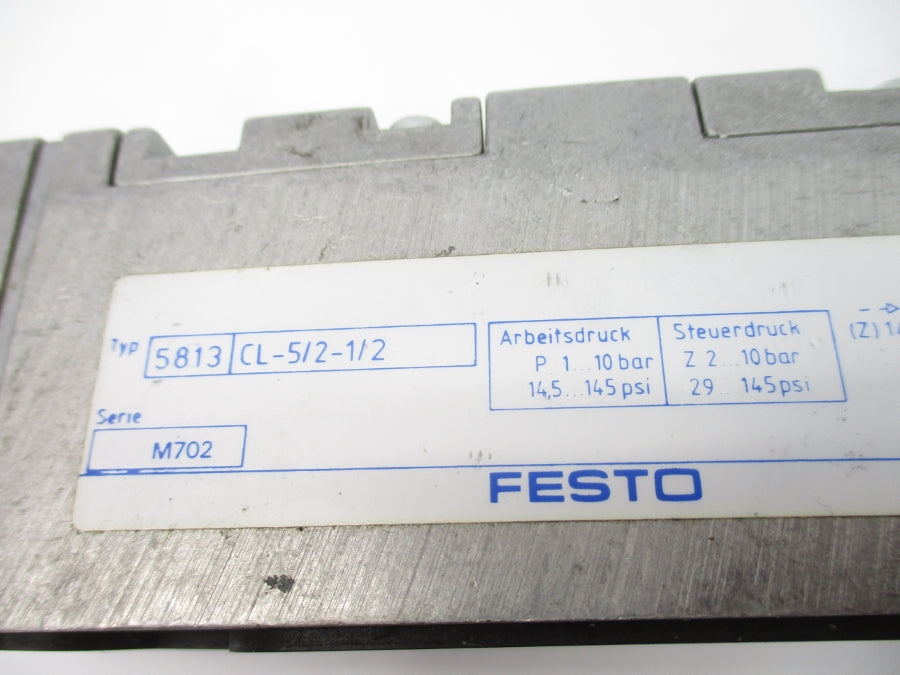 Typ 5813 CL-5/2-1/2
Serie
M702
Arbeitsdruck
P 1...10 bar
14,5...145 psi
Steuerdruck
Z 2...10 bar
29...145 psi
(Z) 14
FESTO